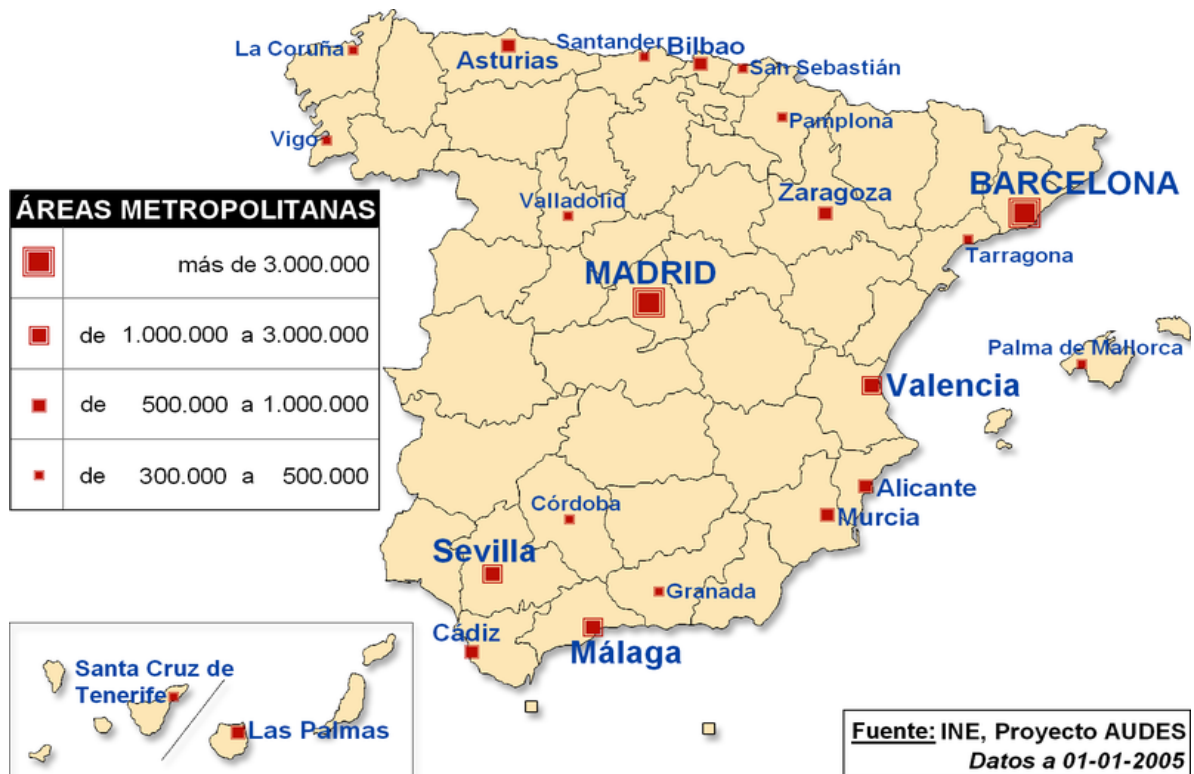 La Coruña
Asturias
Santander
Bilbao
San Sebastián
Pamplona
Vigo
Valladolid
Zaragoza
BARCELONA
Tarragona
MADRID
Palma de Mallorca
Valencia
Alicante
Murcia
Córdoba
Sevilla
Granada
Cádiz
Málaga
ÁREAS METROPOLITANAS
más de 3.000.000
de 1.000.000 a 3.000.000
de 500.000 a 1.000.000
de 300.000 a 500.000
Santa Cruz de
Tenerife
Las Palmas
Fuente: INE, Proyecto AUDES
Datos a 01-01-2005